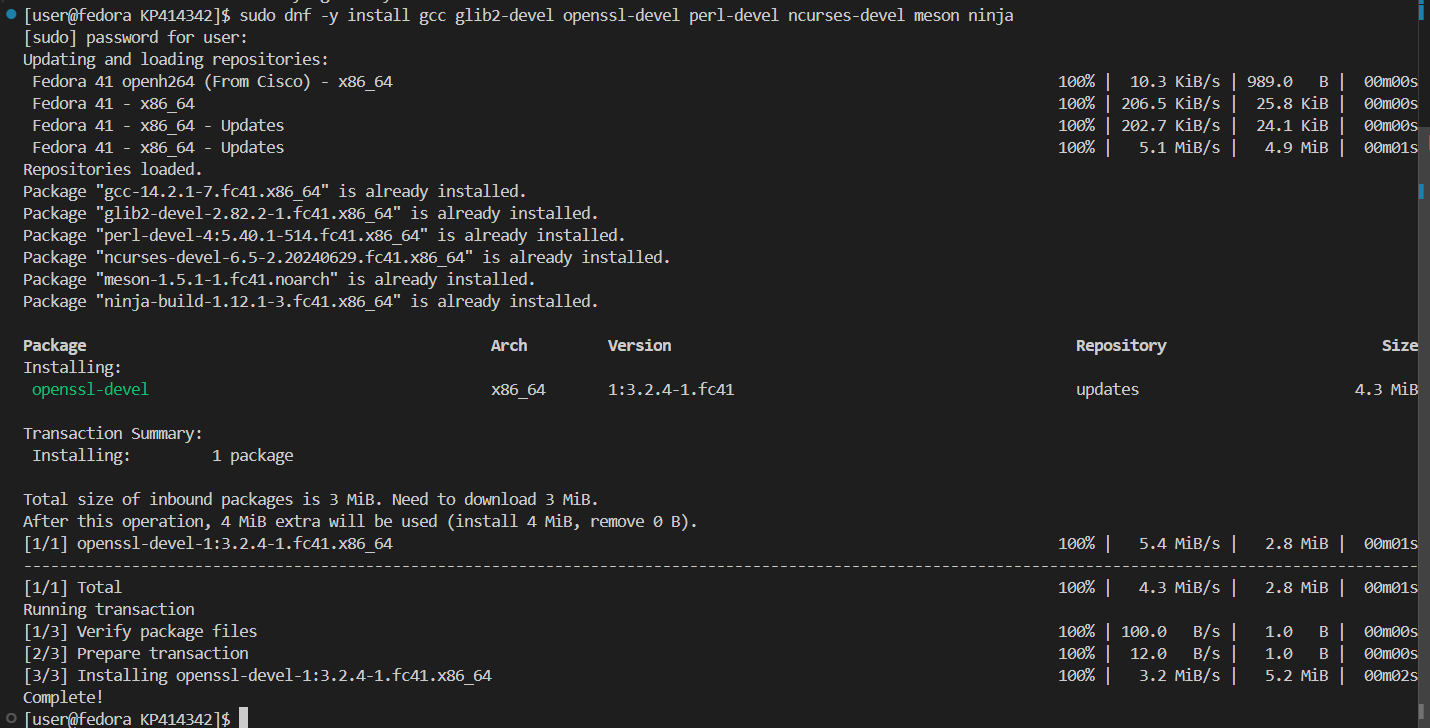 [user@fedora KP414342]$ sudo dnf -y install gcc glib2-devel openssl-devel perl-devel ncurses-devel meson ninja
[sudo] password for user:
Updating and loading repositories:
Fedora 41 openh264 (From Cisco) - x86_64 100% | 10.3 KiB/s | 989.0 B | 00m00s
Fedora 41 - x86_64 100% | 206.5 KiB/s | 25.8 KiB | 00m00s
Fedora 41 - x86_64 - Updates 100% | 202.7 KiB/s | 24.1 KiB | 00m00s
Fedora 41 - x86_64 - Updates 100% | 5.1 MiB/s | 4.9 MiB | 00m01s
Repositories loaded.
Package "gcc-14.2.1-7.fc41.x86_64" is already installed.
Package "glib2-devel-2.82.2-1.fc41.x86_64" is already installed.
Package "perl-devel-4:5.40.1-514.fc41.x86_64" is already installed.
Package "ncurses-devel-6.5-2.20240629.fc41.x86_64" is already installed.
Package "meson-1.5.1-1.fc41.noarch" is already installed.
Package "ninja-build-1.12.1-3.fc41.x86_64" is already installed.
Package Arch Version Repository Size
Installing:
openssl-devel x86_64 1:3.2.4-1.fc41 updates 4.3 MiB
Transaction Summary:
Installing: 1 package
Total size of inbound packages is 3 MiB. Need to download 3 MiB.
After this operation, 4 MiB extra will be used (install 4 MiB, remove 0 B).
[1/1] openssl-devel-1:3.2.4-1.fc41.x86_64 100% | 5.4 MiB/s | 2.8 MiB | 00m01s
[1/1] Total 100% | 4.3 MiB/s | 2.8 MiB | 00m01s
Running transaction
[1/3] Verify package files 100% | 100.0 B/s | 1.0 B | 00m00s
[2/3] Prepare transaction 100% | 12.0 B/s | 1.0 B | 00m00s
[3/3] Installing openssl-devel-1:3.2.4-1.fc41.x86_64 100% | 3.2 MiB/s | 5.2 MiB | 00m02s
Complete!
[user@fedora KP414342]$